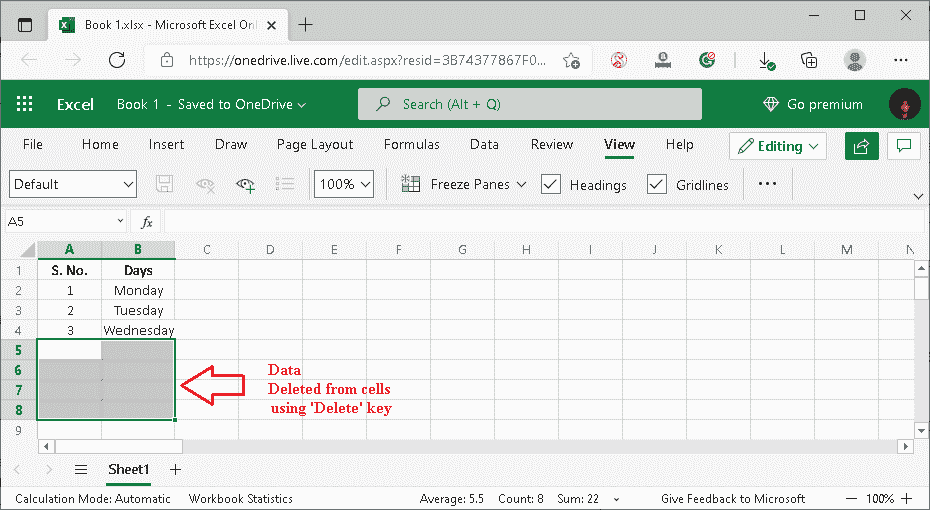 Book 1.xlsx - Microsoft Excel Onl
https://onedrive.live.com/edit.aspx?resid=3B74377867F0...
Excel Book 1 - Saved to OneDrive Search (Alt + Q) Go premium
File Home Insert Draw Page Layout Formulas Data Review View Help Editing
Default 100% Freeze Panes Headings Gridlines
A5 fx
A B C D E F G H I J K L M N
1 S. No. Days
2 1 Monday
3 2 Tuesday
4 3 Wednesday
5
6 Data
7 Deleted from cells
8 using 'Delete' key
9
Sheet1
Calculation Mode: Automatic Workbook Statistics Average: 5.5 Count: 8 Sum: 22 Give Feedback to Microsoft 100%